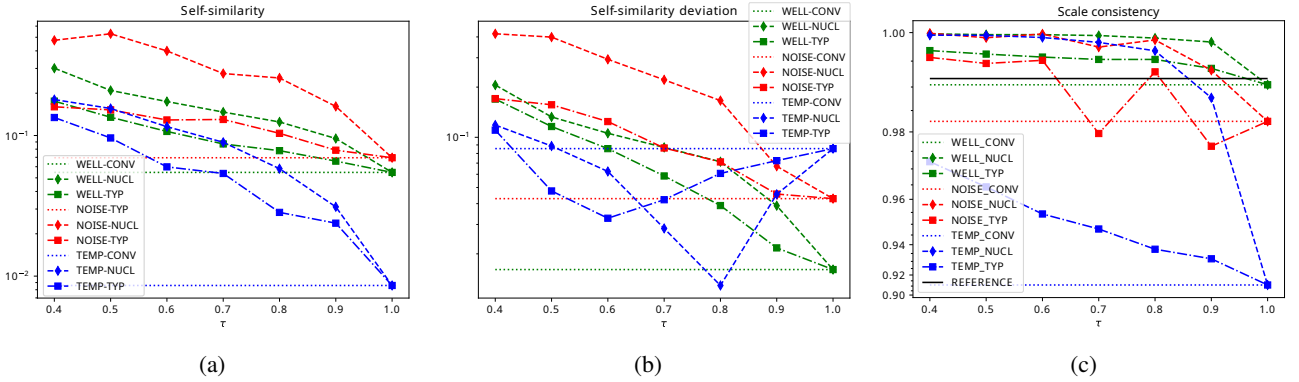 Self-similarity
10⁻¹
10⁻²
WELL-CONV
WELL-NUCL
WELL-TYP
NOISE-TYP
NOISE-NUCL
NOISE-TYP
TEMP-CONV
TEMP-NUCL
TEMP-TYP
0.4 0.5 0.6 0.7 0.8 0.9 1.0
τ
(a)
Self-similarity deviation
10⁻¹
WELL-CONV
WELL-NUCL
WELL-TYP
NOISE-CONV
NOISE-NUCL
NOISE-TYP
TEMP-CONV
TEMP-NUCL
TEMP-TYP
0.4 0.5 0.6 0.7 0.8 0.9 1.0
τ
(b)
Scale consistency
1.00
0.98
0.96
0.94
0.92
0.90
WELL_CONV
WELL_NUCL
WELL_TYP
NOISE_CONV
NOISE_NUCL
NOISE_TYP
TEMP_CONV
TEMP_NUCL
TEMP_TYP
REFERENCE
0.4 0.5 0.6 0.7 0.8 0.9 1.0
τ
(c)